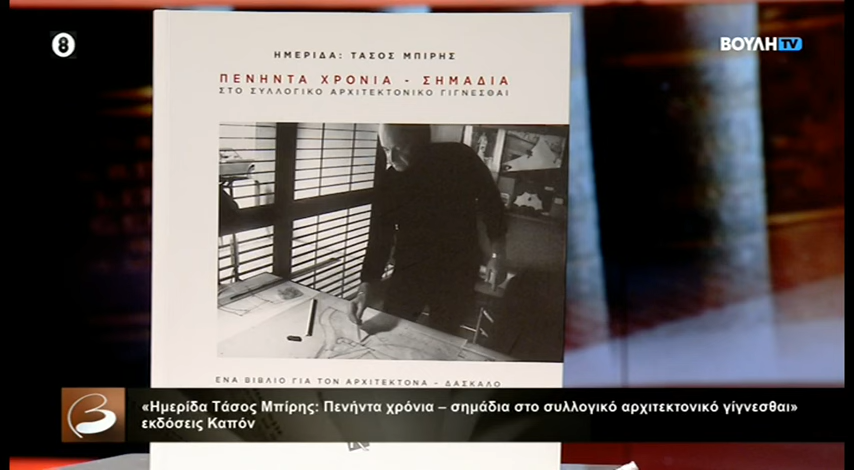 8
ΒΟΥΛΗ TV
ΗΜΕΡΙΔΑ: ΤΑΣΟΣ ΜΠΙΡΗΣ
ΠΕΝΗΝΤΑ ΧΡΟΝΙΑ - ΣΗΜΑΔΙΑ
ΣΤΟ ΣΥΛΛΟΓΙΚΟ ΑΡΧΙΤΕΚΤΟΝΙΚΟ ΓΙΓΝΕΣΘΑΙ
ΕΝΑ ΒΙΒΛΙΟ ΓΙΑ ΤΟΝ ΑΡΧΙΤΕΚΤΟΝΑ - ΔΑΣΚΑΛΟ
«Ημερίδα Τάσος Μπίρης: Πενήντα χρόνια – σημάδια στο συλλογικό αρχιτεκτονικό γίγνεσθαι»
εκδόσεις Καπόν